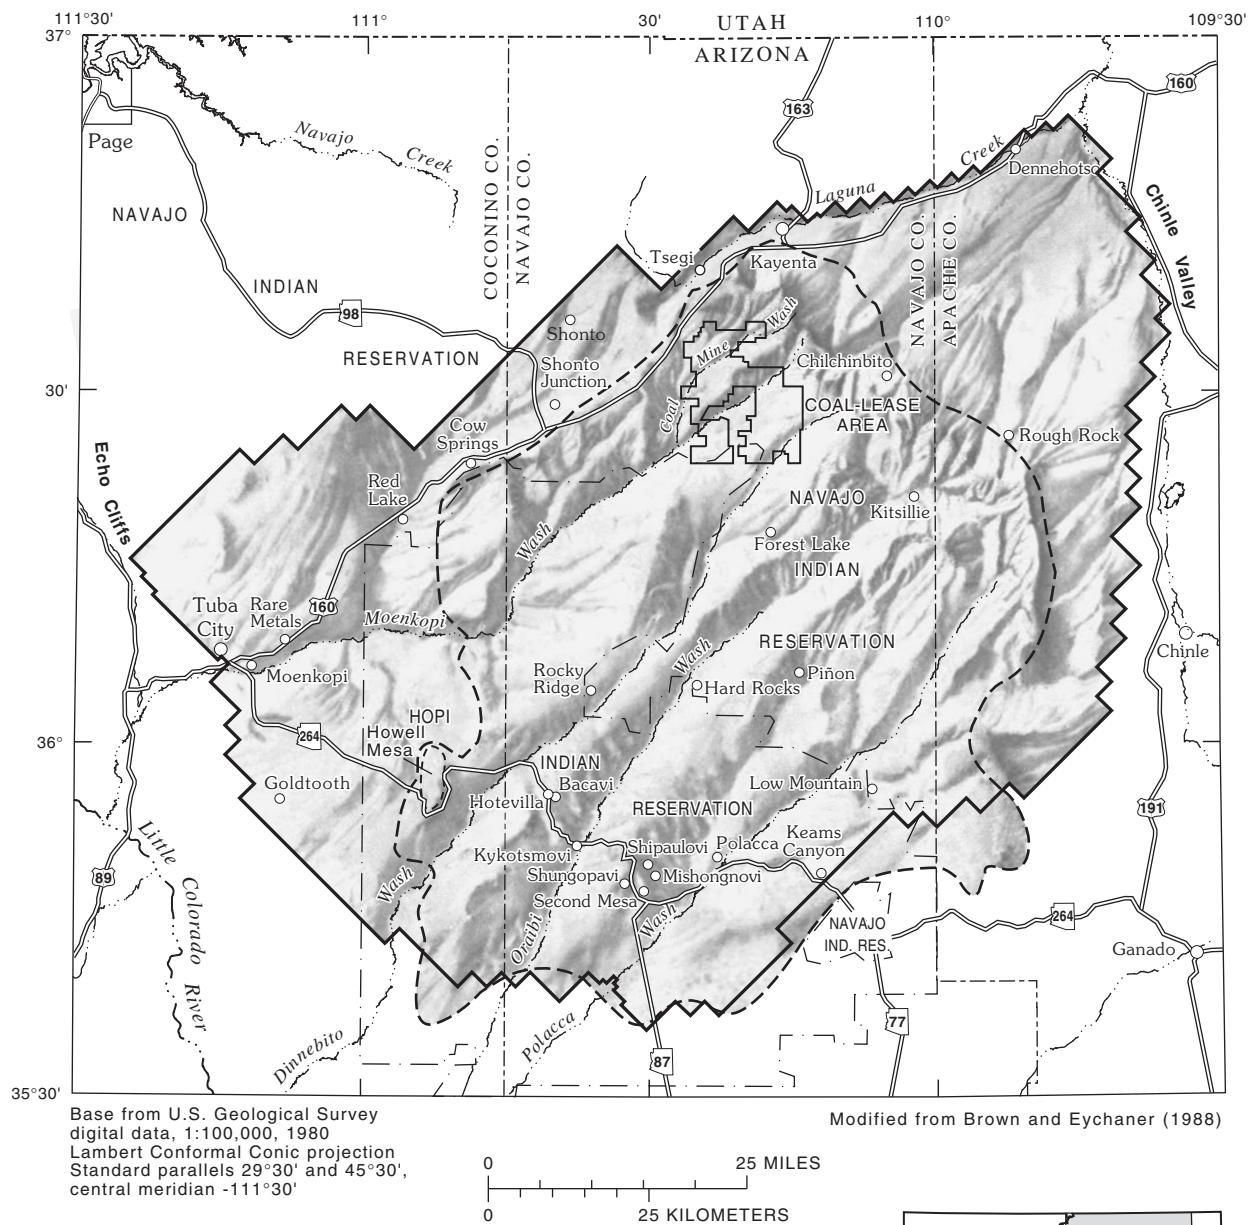 111°30'
111°
30'
UTAH
ARIZONA
110°
109°30'
37°
160
163
Page
Navajo
Creek
COCONINO CO.
NAVAJO CO.
Creek
Laguna
Dennehotso
NAVAJO
Chinle Valley
NAVAJO CO.
APACHE CO.
Tsegi
Kayenta
INDIAN
98
Shonto
Wash
Mine
Coal
RESERVATION
Shonto
Junction
Chilchinbito
30'
COAL-LEASE
AREA
Cow
Springs
Rough Rock
Echo Cliffs
Red
Lake
NAVAJO
Kitsillie
Wash
Forest Lake
INDIAN
160
Tuba
City
Rare
Metals
Moenkopi
RESERVATION
Chinle
Wash
Moenkopi
Rocky
Ridge
Hard Rocks
Piñon
HOPI
Howell
Mesa
264
36°
INDIAN
Goldtooth
Bacavi
Low Mountain
Hotevilla
RESERVATION
191
Little Colorado River
Keams
Canyon
Shipaulovi
Polacca
Kykotsmovi
Mishongnovi
Shungopavi
89
Wash
Second Mesa
264
Wash
NAVAJO
IND. RES.
Oraibi
Ganado
77
Polacca
Dinnebito
87
35°30'
Base from U.S. Geological Survey
digital data, 1:100,000, 1980
Lambert Conformal Conic projection
Standard parallels 29°30' and 45°30',
central meridian -111°30'
Modified from Brown and Eychaner (1988)
0
25 MILES
0
25 KILOMETERS